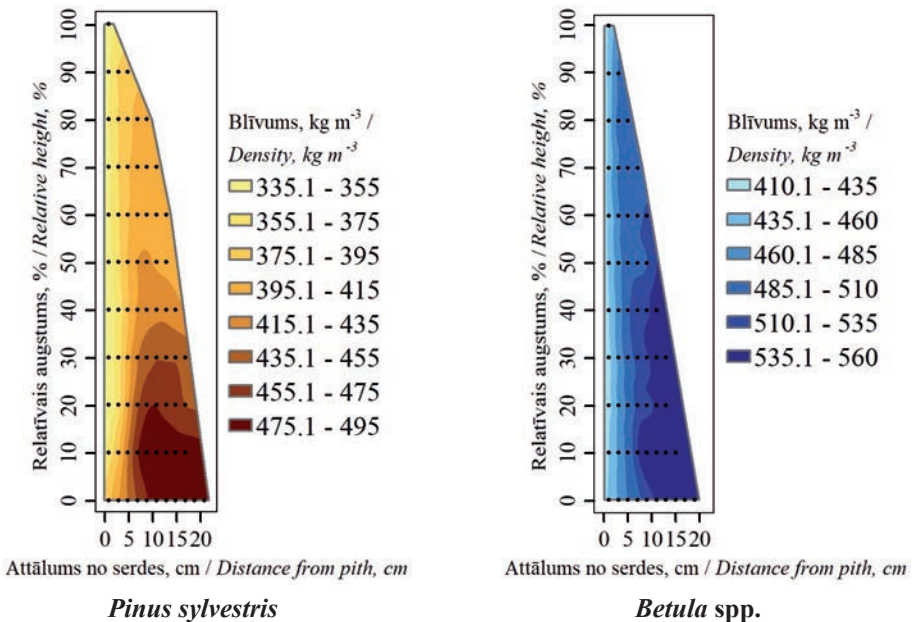 Relatīvais augstums, % / Relative height, %
100
90
80
70
60
50
40
30
20
10
0
0 5 10 15 20
Attālums no serdes, cm / Distance from pith, cm
Blīvums, kg m⁻³ /
Density, kg m⁻³
335.1 - 355
355.1 - 375
375.1 - 395
395.1 - 415
415.1 - 435
435.1 - 455
455.1 - 475
475.1 - 495
Pinus sylvestris
Relatīvais augstums, % / Relative height, %
100
90
80
70
60
50
40
30
20
10
0
0 5 10 15 20
Attālums no serdes, cm / Distance from pith, cm
Blīvums, kg m⁻³ /
Density, kg m⁻³
410.1 - 435
435.1 - 460
460.1 - 485
485.1 - 510
510.1 - 535
535.1 - 560
Betula spp.